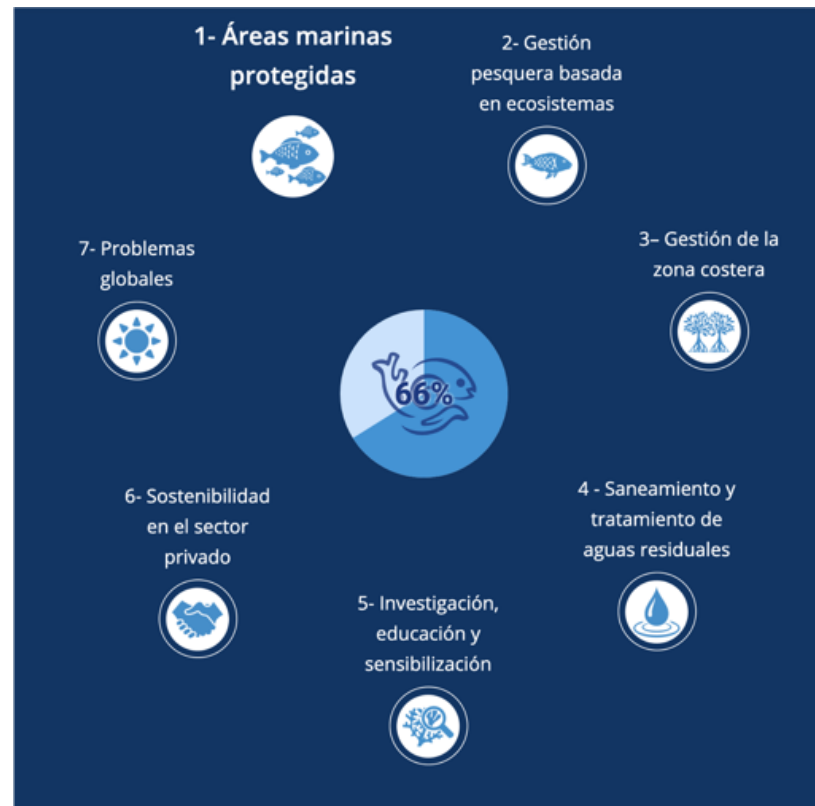 1- Áreas marinas
protegidas
2- Gestión
pesquera basada
en ecosistemas
3– Gestión de la
zona costera
4 - Saneamiento y
tratamiento de
aguas residuales
5- Investigación,
educación y
sensibilización
6- Sostenibilidad
en el sector
privado
7- Problemas
globales
66%